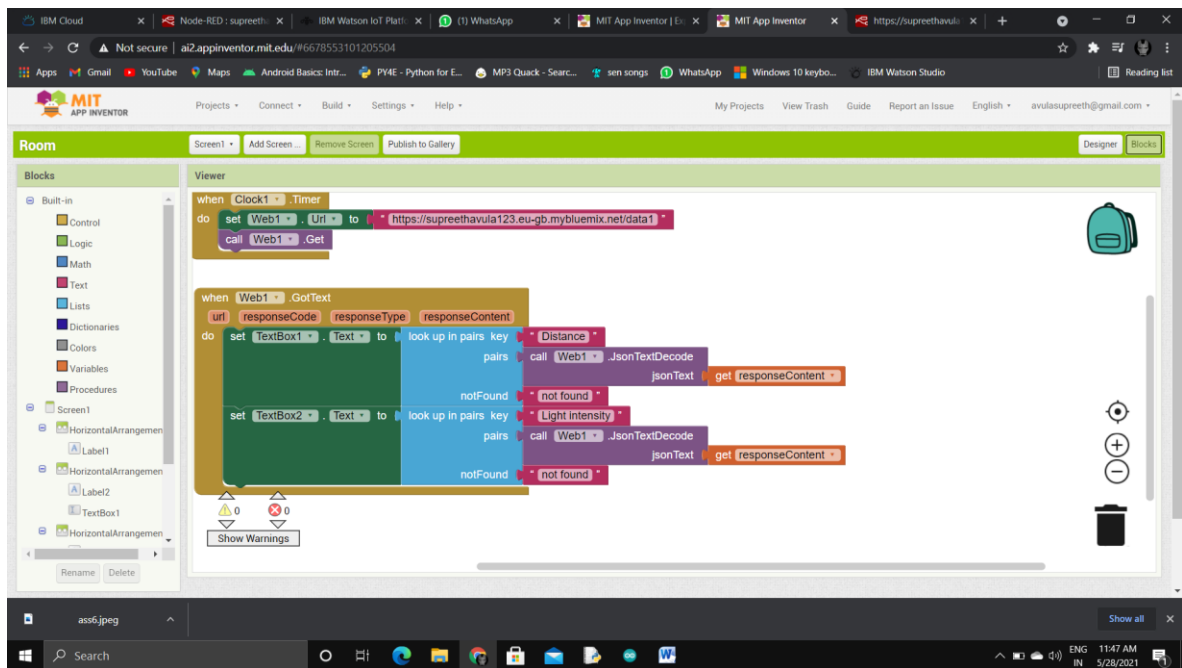 IBM Cloud
Node-RED : supreetha
IBM Watson IoT Platfo
(1) WhatsApp
MIT App Inventor | Ex
MIT App Inventor
https://supreethavula
Not secure | ai2.appinventor.mit.edu/#6678553101205504
Apps Gmail YouTube Maps Android Basics: Intr... PY4E - Python for E... MP3 Quack - Searc... sen songs WhatsApp Windows 10 keybo... IBM Watson Studio Reading list
MIT
APP INVENTOR
Projects Connect Build Settings Help My Projects View Trash Guide Report an Issue English avulasupreeth@gmail.com
Room Screen1 Add Screen ... Remove Screen Publish to Gallery Designer Blocks
Blocks
Built-in
Control
Logic
Math
Text
Lists
Dictionaries
Colors
Variables
Procedures
Screen1
HorizontalArrangemen
Label1
HorizontalArrangemen
Label2
TextBox1
HorizontalArrangemen
Rename Delete
Viewer
when Clock1 .Timer
do set Web1 . Url to " https://supreethavula123.eu-gb.mybluemix.net/data1 "
call Web1 .Get
when Web1 .GotText
url responseCode responseType responseContent
do set TextBox1 . Text to look up in pairs key " Distance "
pairs call Web1 .JsonTextDecode
jsonText get responseContent
notFound " not found "
set TextBox2 . Text to look up in pairs key " Light intensity "
pairs call Web1 .JsonTextDecode
jsonText get responseContent
notFound " not found "
0 0
Show Warnings
ass6.jpeg Show all
Search
ENG 11:47 AM
IN 5/28/2021